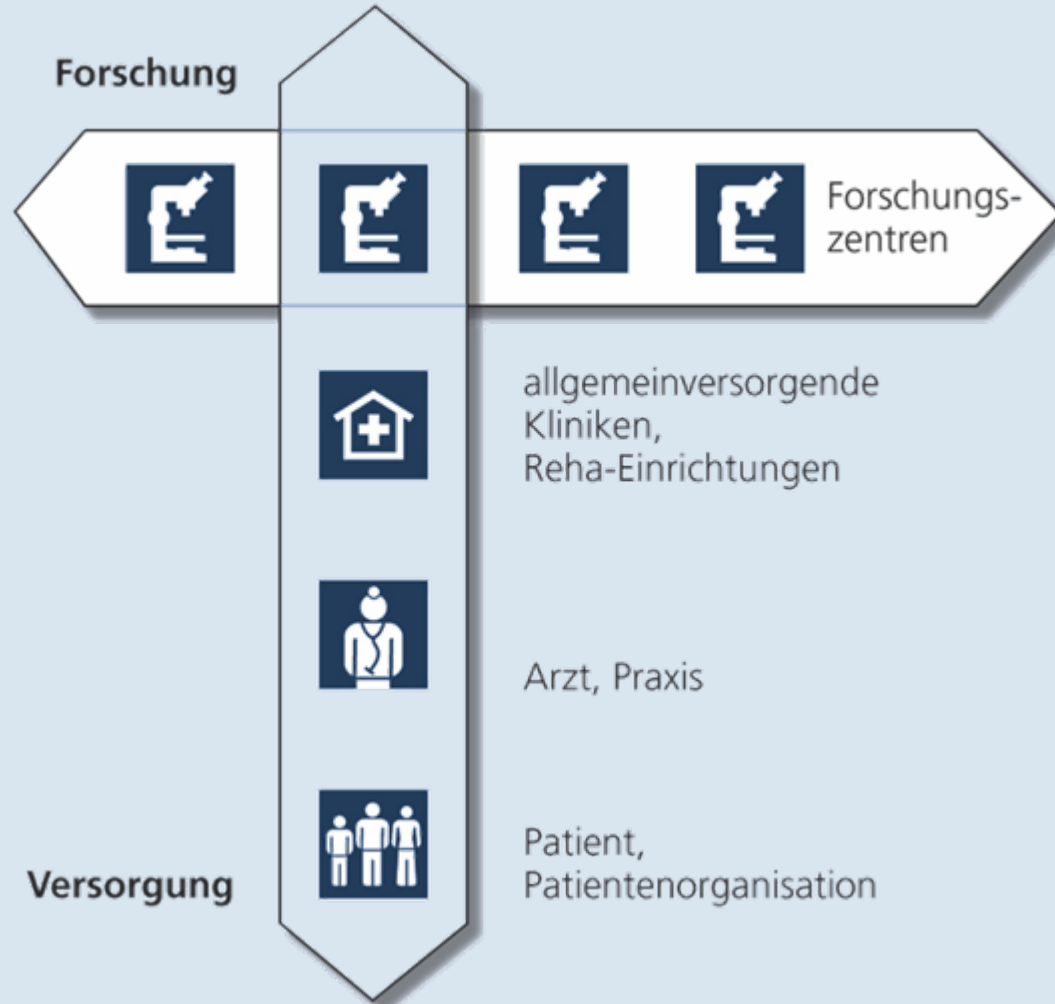 Forschung
Forschungs-
zentren
allgemeinversorgende
Kliniken,
Reha-Einrichtungen
Arzt, Praxis
Patient,
Patientenorganisation
Versorgung